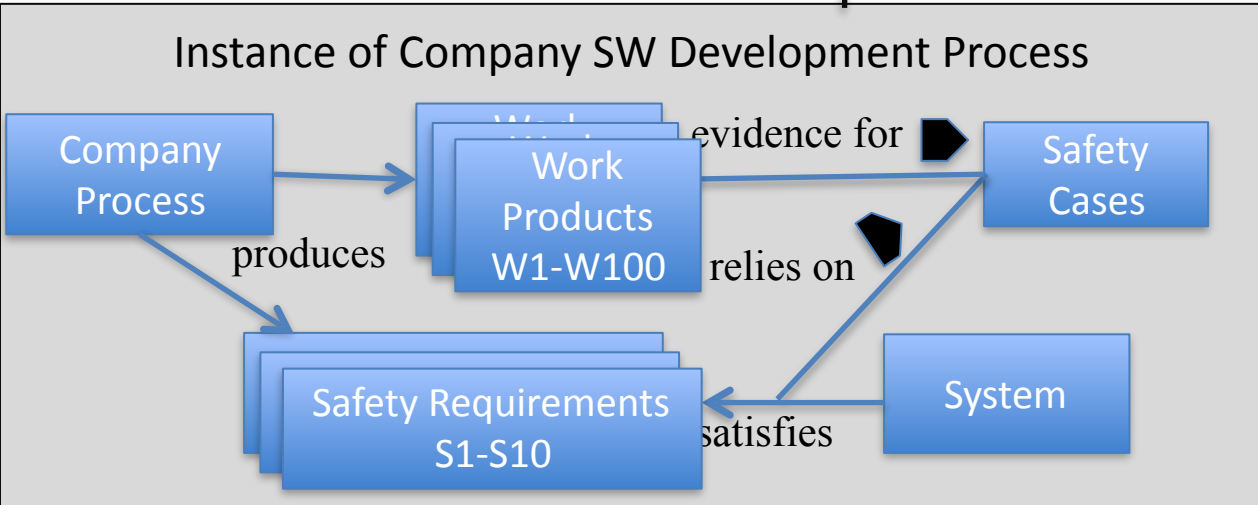 Instance of Company SW Development Process
Company
Process
Work
Products
W1-W100
evidence for
Safety
Cases
produces
relies on
Safety Requirements
S1-S10
satisfies
System